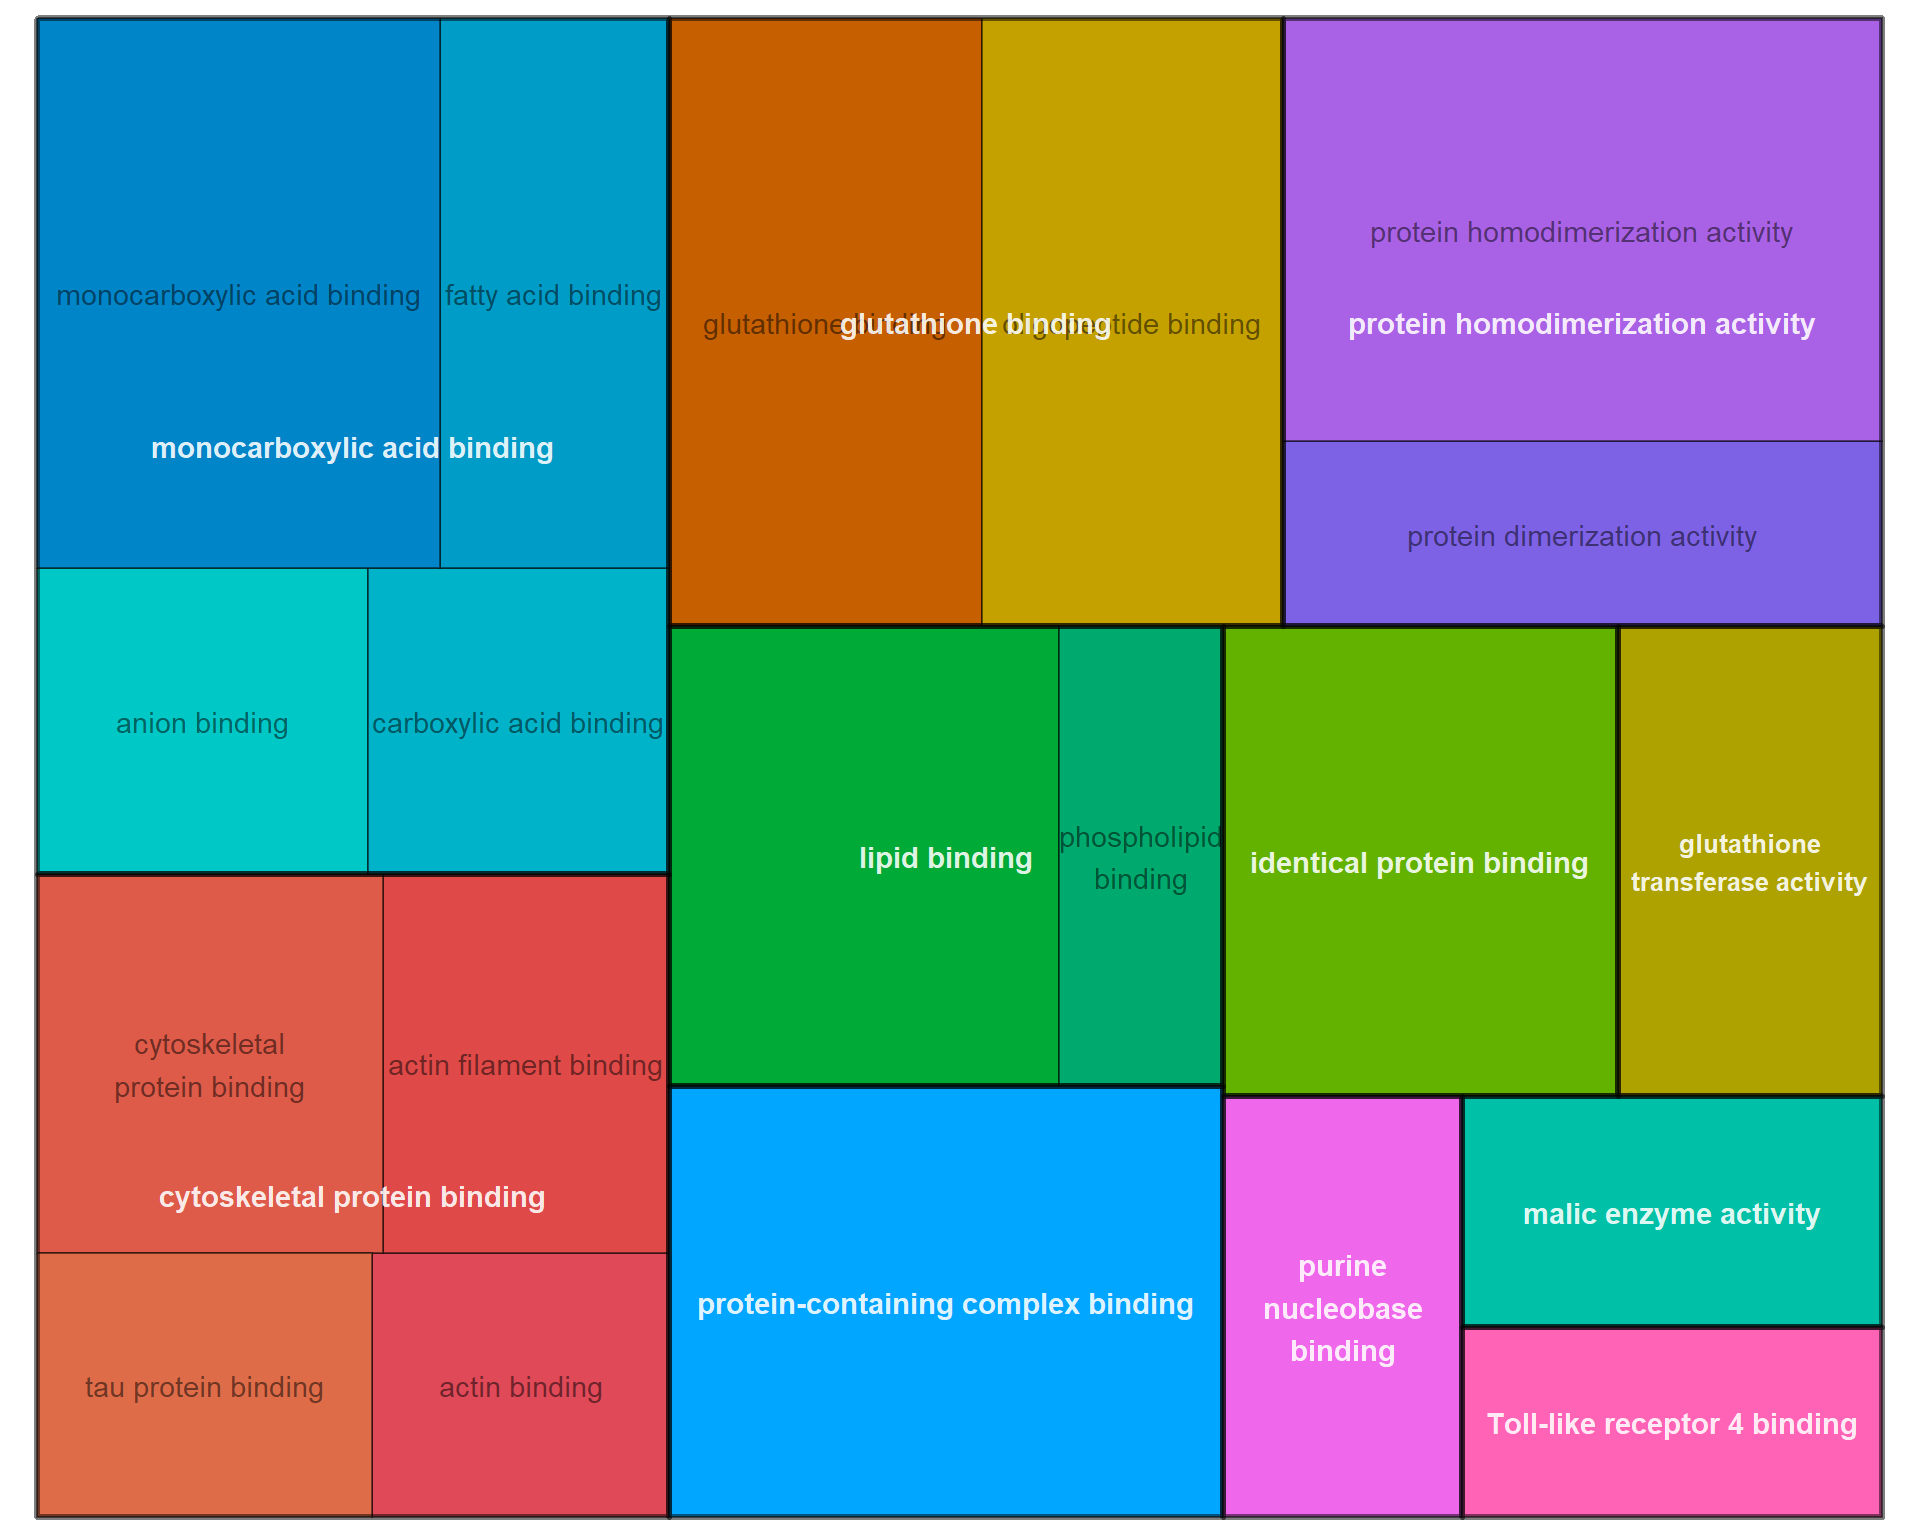 monocarboxylic acid binding
fatty acid binding
monocarboxylic acid binding
anion binding
carboxylic acid binding
cytoskeletal
protein binding
actin filament binding
cytoskeletal protein binding
tau protein binding
actin binding
glutathione binding
glutathione binding
oligopeptide binding
protein homodimerization activity
protein homodimerization activity
protein dimerization activity
lipid binding
phospholipid
binding
identical protein binding
glutathione
transferase activity
protein-containing complex binding
purine
nucleobase
binding
malic enzyme activity
Toll-like receptor 4 binding